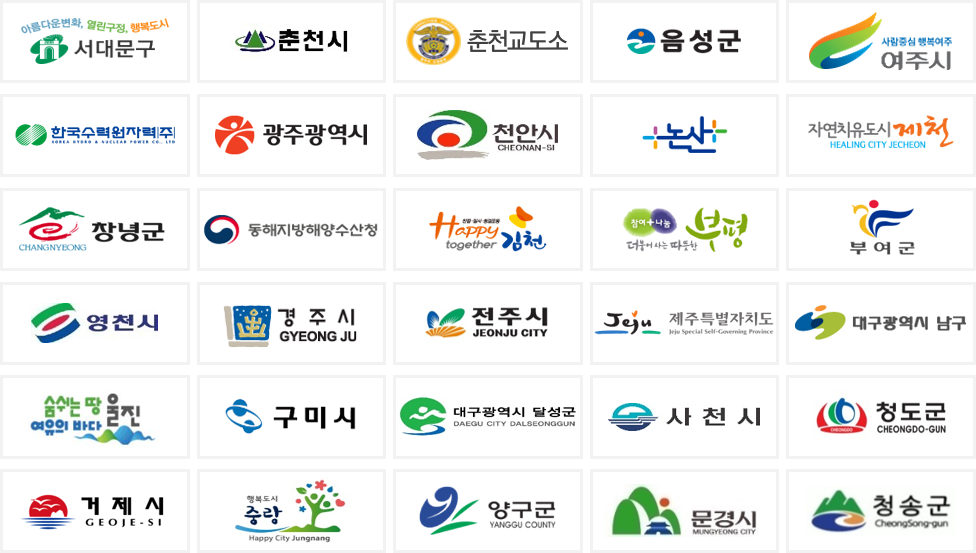 아름다운변화, 열린구정, 행복도시
서대문구
춘천시
춘천교도소
음성군
사람중심 행복여주
여주시
한국수력원자력(주)
KOREA HYDRO & NUCLEAR POWER CO., LTD
광주광역시
천안시
CHEONAN-SI
논산
자연치유도시 제천
HEALING CITY JECHEON
창녕군
CHANGNYEONG
동해지방해양수산청
친절·질서·청결운동
Happy
together 김천
참여+나눔
더불어 사는 따뜻한 부평
부여군
영천시
경주시
GYEONG JU
전주시
JEONJU CITY
Jeju 제주특별자치도
Jeju Special Self-Governing Province
대구광역시 남구
숨쉬는 땅
여유의 바다 울진
구미시
대구광역시 달성군
DAEGU CITY DALSEONGGUN
사천시
CHEONGDO
청도군
CHEONGDO-GUN
거제시
GEOJE-SI
행복도시
중랑
Happy City Jungnang
양구군
YANGGU COUNTY
문경시
MUNGYEONG CITY
청송군
CheongSong-gun